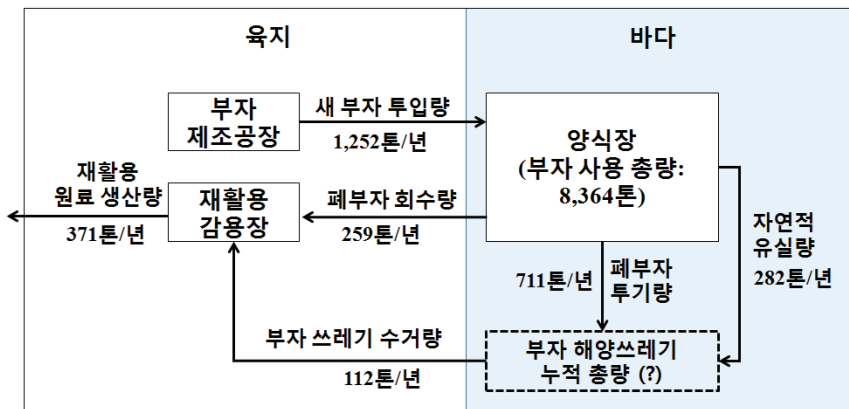 육지
바다
부자
제조공장
새 부자 투입량
1,252톤/년
양식장
(부자 사용 총량:
8,364톤)
재활용
원료 생산량
371톤/년
재활용
감용장
폐부자 회수량
259톤/년
자연적
유실량
282톤/년
711톤/년
폐부자
투기량
부자 쓰레기 수거량
112톤/년
부자 해양쓰레기
누적 총량 (?)